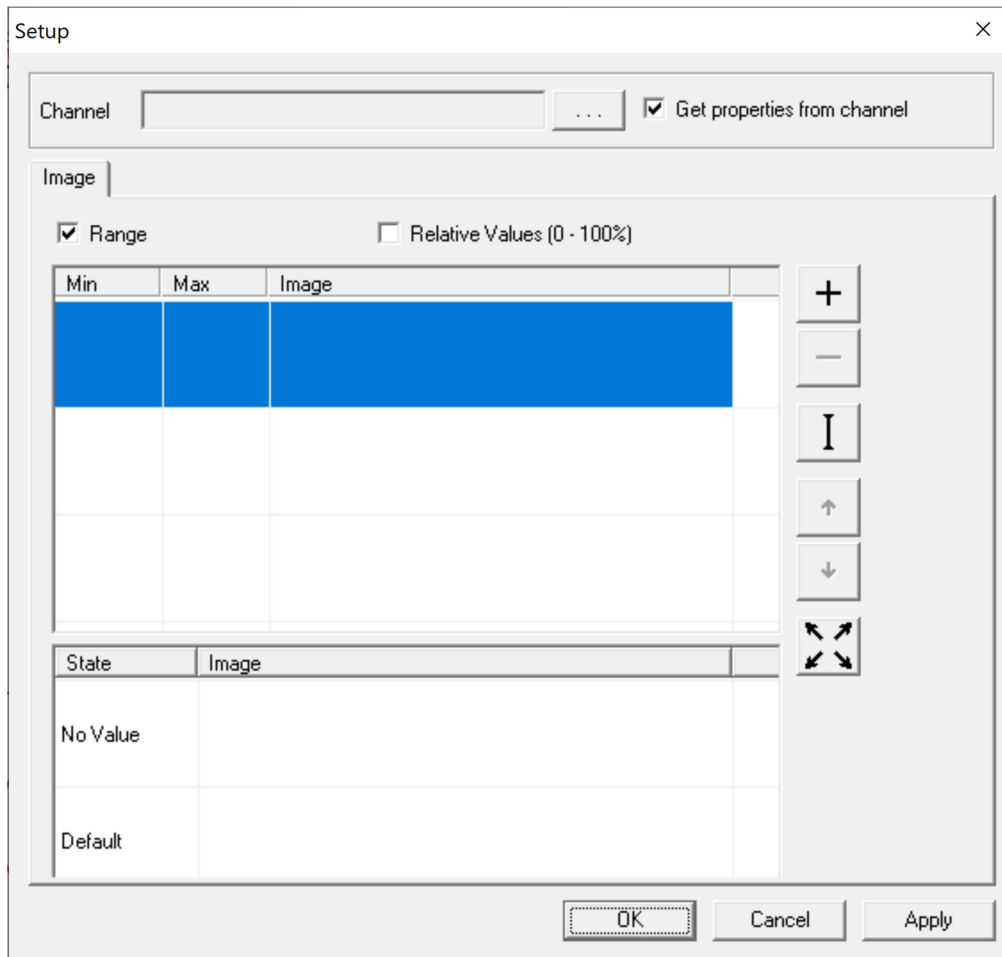 Setup
Channel ... Get properties from channel
Image
Range Relative Values (0 - 100%)
Min Max Image
State Image
No Value
Default
OK Cancel Apply